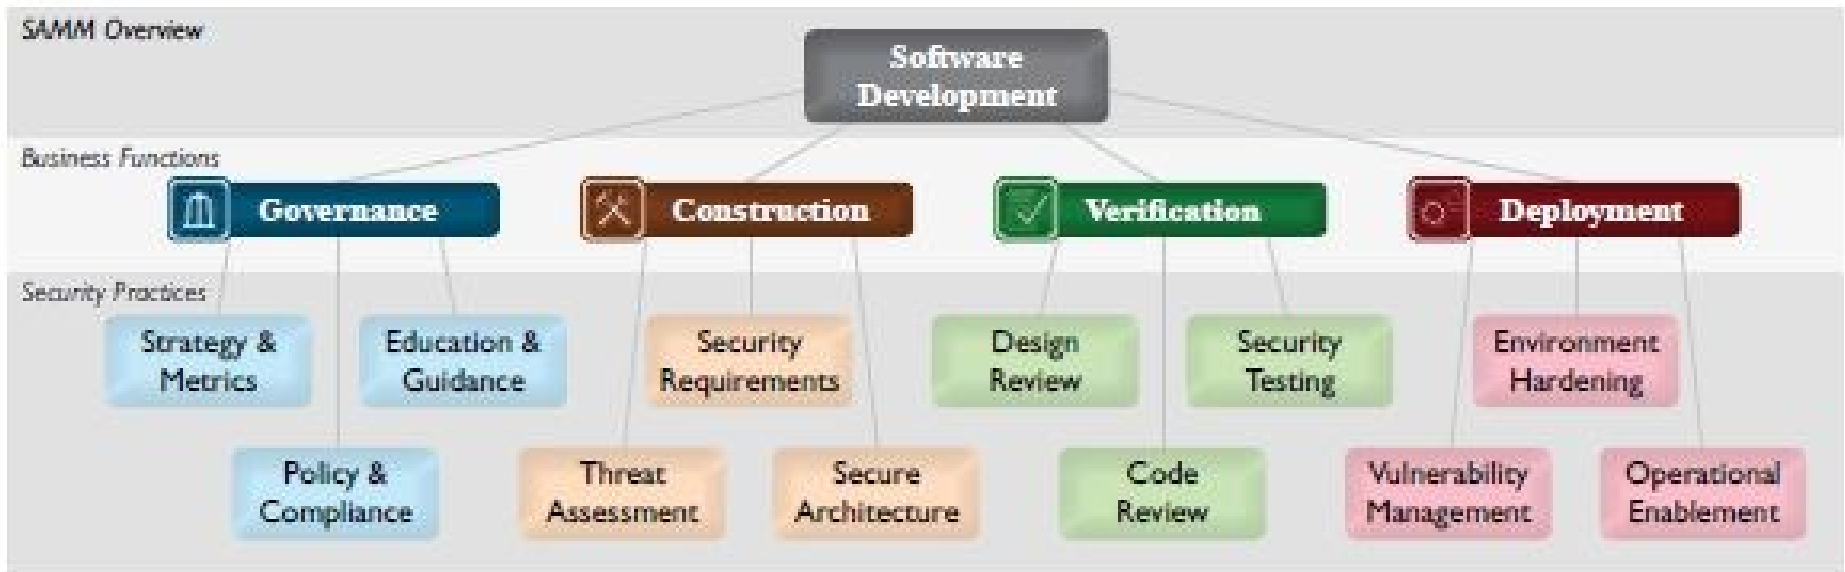 SAMM Overview
Software
Development
Business Functions
Governance
Construction
Verification
Deployment
Security Practices
Strategy &
Metrics
Education &
Guidance
Security
Requirements
Design
Review
Security
Testing
Environment
Hardening
Policy &
Compliance
Threat
Assessment
Secure
Architecture
Code
Review
Vulnerability
Management
Operational
Enablement